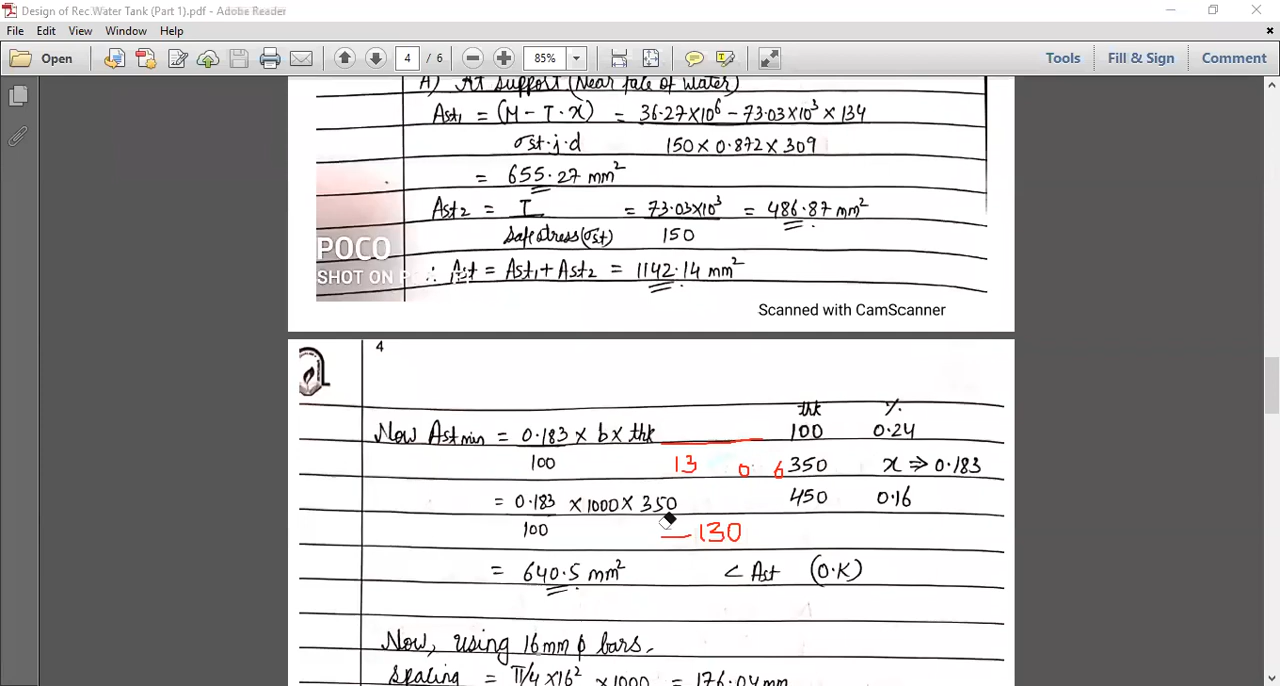 Design of Rec.Water Tank (Part 1).pdf - Adobe Reader
File Edit View Window Help
Open 4 / 6 85% Tools Fill & Sign Comment
A) At support (Near face of water)
Ast1 = (M - T·x) = 36.27×10^6 - 73.03×10^3 × 134
σst·j·d 150 × 0.872 × 309
= 655.27 mm²
Ast2 = T = 73.03×10^3 = 486.87 mm²
Safe stress (σst) 150
∴ Ast = Ast1 + Ast2 = 1142.14 mm²
POCO
SHOT ON
Scanned with CamScanner
4
thk %
Now Ast min = 0.183 × b × thk 100 0.24
100 13 0. 6 350 x ⇒ 0.183
= 0.183 × 1000 × 350 450 0.16
100 — 130
= 640.5 mm² < Ast (O.K)
Now, using 16mm ϕ bars.
Spacing = π/4 ×16² ×1000 = 176.04 mm